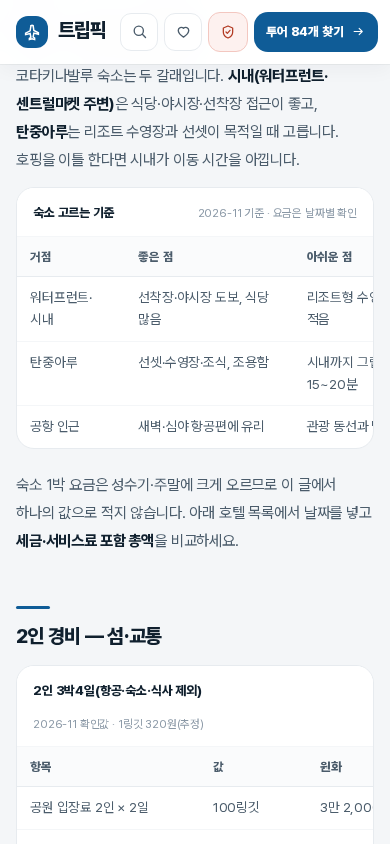 트립픽
투어 84개 찾기 →
코타키나발루 숙소는 두 갈래입니다. 시내(워터프런트·
센트럴마켓 주변)은 식당·야시장·선착장 접근이 좋고,
탄중아루는 리조트 수영장과 선셋이 목적일 때 고릅니다.
호핑을 이틀 한다면 시내가 이동 시간을 아낍니다.
숙소 고르는 기준 2026-11 기준 · 요금은 날짜별 확인
거점 좋은 점 아쉬운 점
워터프런트· 선착장·야시장 도보, 식당 리조트형
시내 많음 적음
탄중아루 선셋·수영장·조식, 조용함 시내까지
15~20분
공항 인근 새벽·심야 항공편에 유리 관광 동선과
숙소 1박 요금은 성수기·주말에 크게 오르므로 이 글에서
하나의 값으로 적지 않습니다. 아래 호텔 목록에서 날짜를 넣고
세금·서비스료 포함 총액을 비교하세요.
2인 경비 — 섬·교통
2인 3박4일(항공·숙소·식사 제외)
2026-11 확인값 · 1링깃 320원(추정)
항목 값 원화
공원 입장료 2인 × 2일 100링깃 3만 2,00